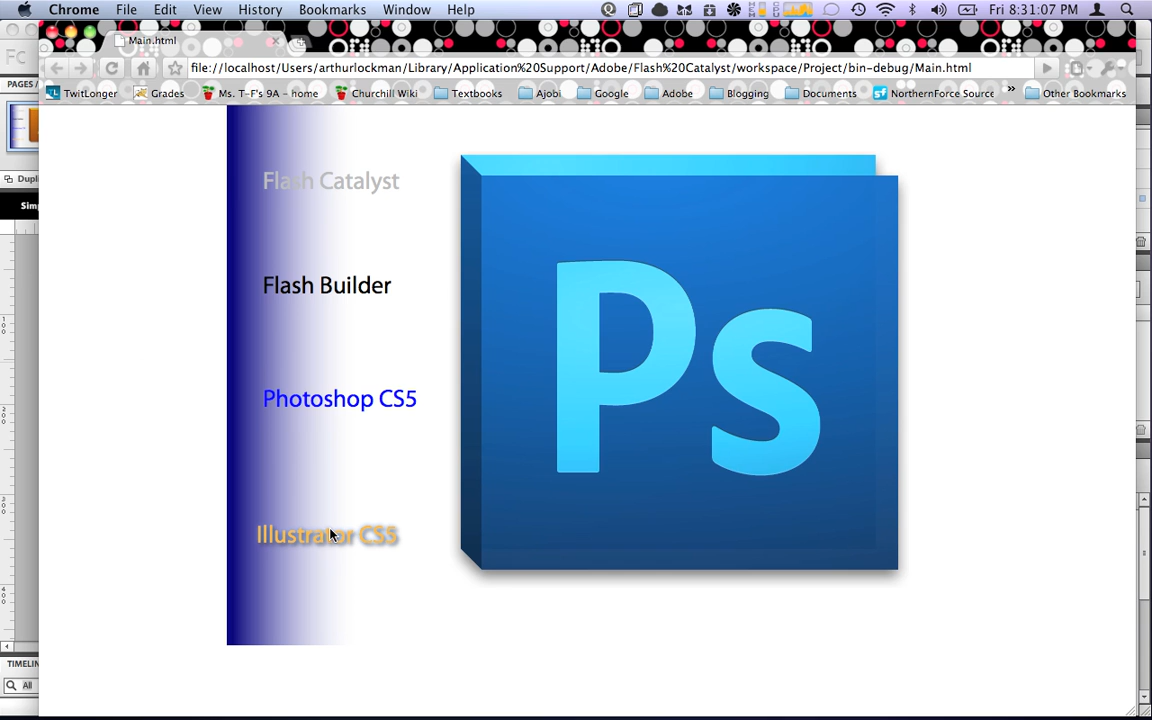 Chrome File Edit View History Bookmarks Window Help Fri 8:31:07 PM
Main.html
Fc
file://localhost/Users/arthurlockman/Library/Application%20Support/Adobe/Flash%20Catalyst/workspace/Project/bin-debug/Main.html
PAGES /
TwitLonger Grades Ms. T-F's 9A - home Churchill Wiki Textbooks Ajobi Google Adobe Blogging Documents NorthernForce Source » Other Bookmarks
Flash Catalyst
Dupli
Sim
Flash Builder
Ps
Photoshop CS5
Illustrator CS5
TIMELIN
All